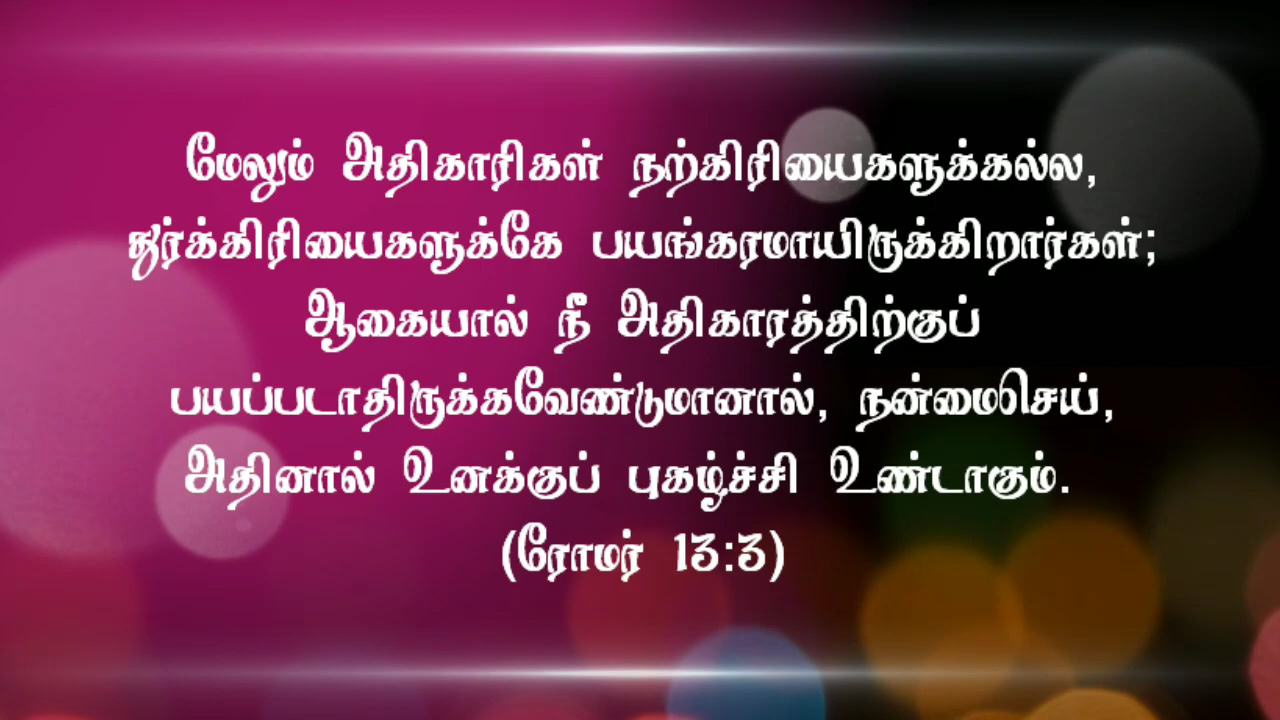 மேலும் அதிகாரிகள் நற்கிரியைகளுக்கல்ல,
துர்க்கிரியைகளுக்கே பயங்கரமாயிருக்கிறார்கள்;
ஆகையால் நீ அதிகாரத்திற்குப்
பயப்படாதிருக்கவேண்டுமானால், நன்மைசெய்,
அதினால் உனக்குப் புகழ்ச்சி உண்டாகும்.
(ரோமர் 13:3)